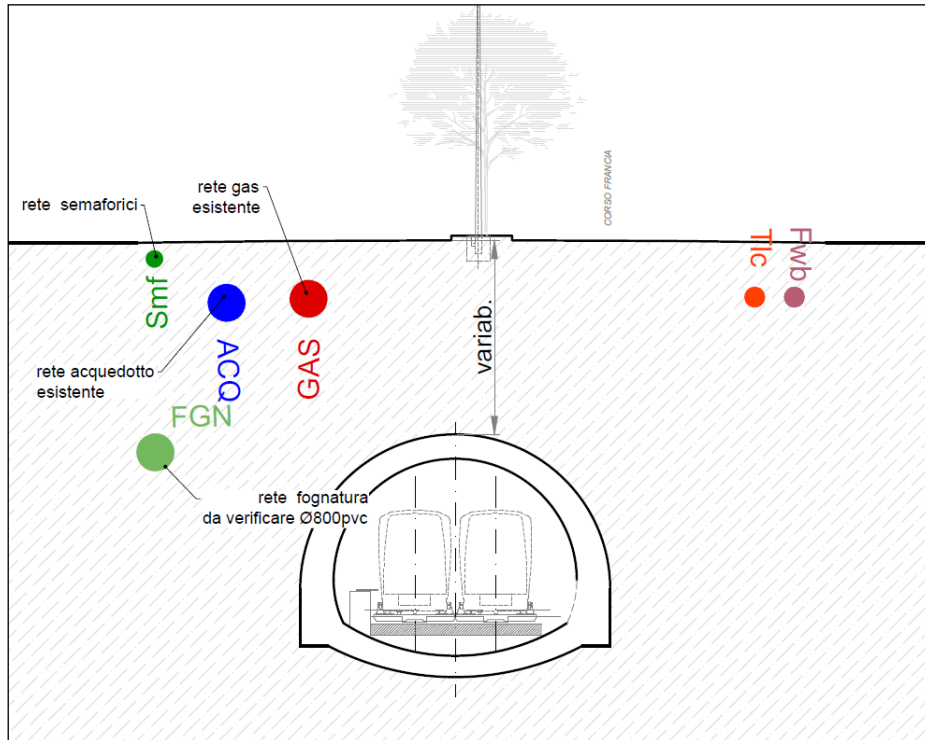 rete gas
esistente
rete  semaforici
CORSO FRANCIA
Smf
ACQ
GAS
variab.
Tlc
Fwb
rete acquedotto
esistente
FGN
rete  fognatura
da verificare Ø800pvc